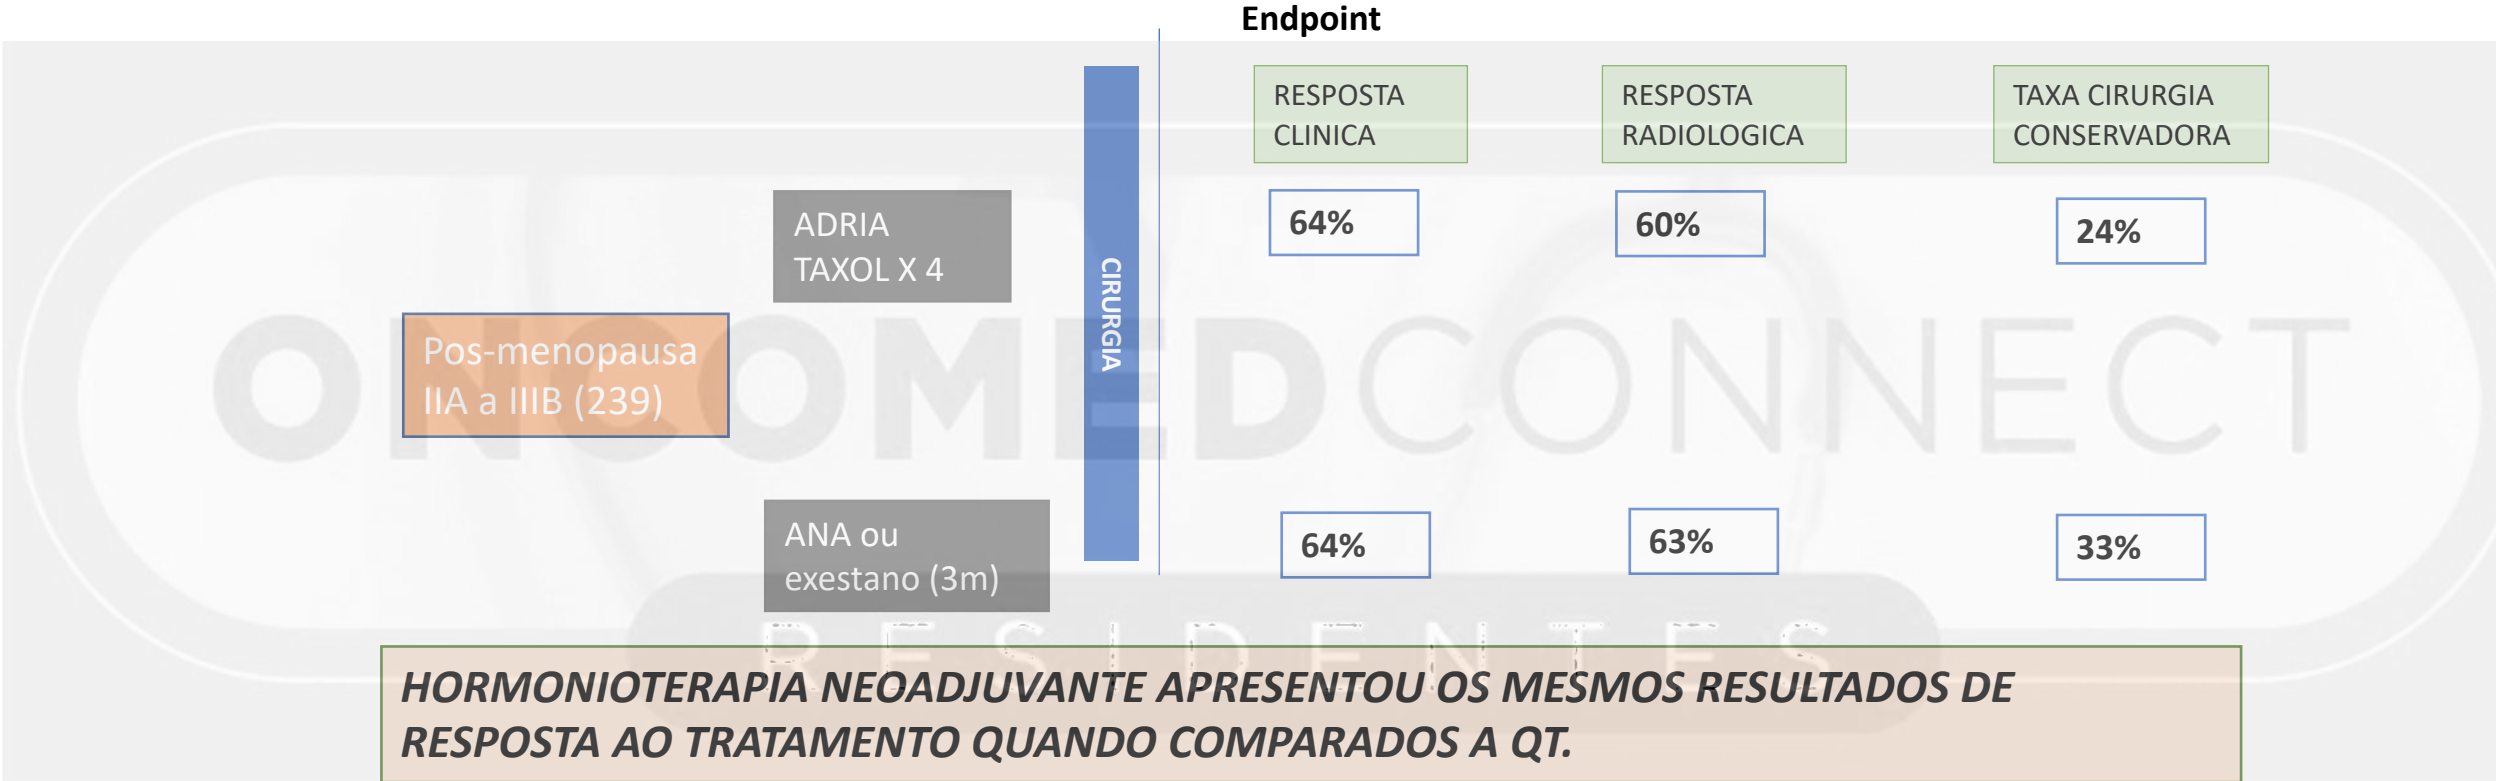 Endpoint
RESPOSTA
CLINICA
RESPOSTA
RADIOLOGICA
TAXA CIRURGIA
CONSERVADORA
ADRIA
TAXOL X 4
CIRURGIA
64%
60%
24%
Pos-menopausa
IIA a IIIB (239)
ONCOMEDCONNECT
ANA ou
exestano (3m)
64%
63%
33%
RESIDENTES
HORMONIOTERAPIA NEOADJUVANTE APRESENTOU OS MESMOS RESULTADOS DE
RESPOSTA AO TRATAMENTO QUANDO COMPARADOS A QT.